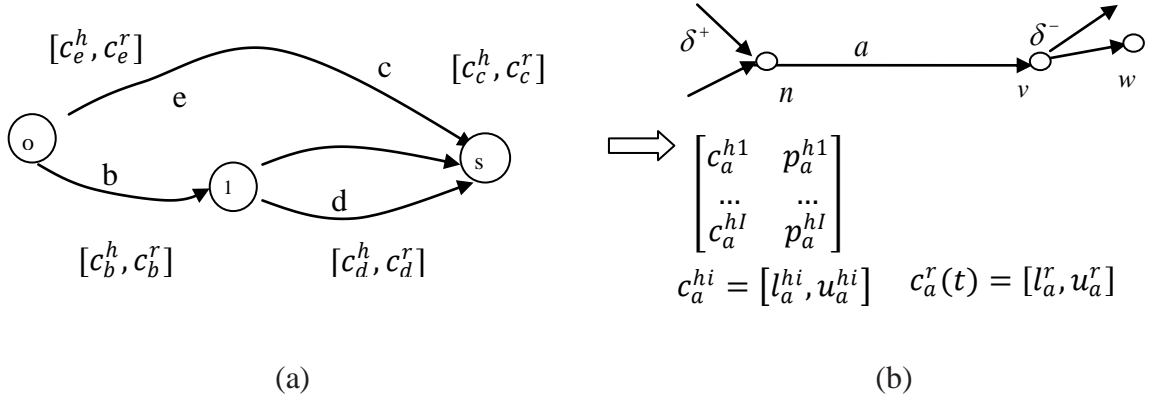 [c_e^h, c_e^r]
c
[c_c^h, c_c^r]
e
o
s
b
l
d
[c_b^h, c_b^r]
[c_d^h, c_d^r]
(a)
δ⁺
a
δ⁻
n
v
w
c_a^{h1} p_a^{h1}
... ...
c_a^{hI} p_a^{hI}
c_a^{hi} = [l_a^{hi}, u_a^{hi}] c_a^r(t) = [l_a^r, u_a^r]
(b)